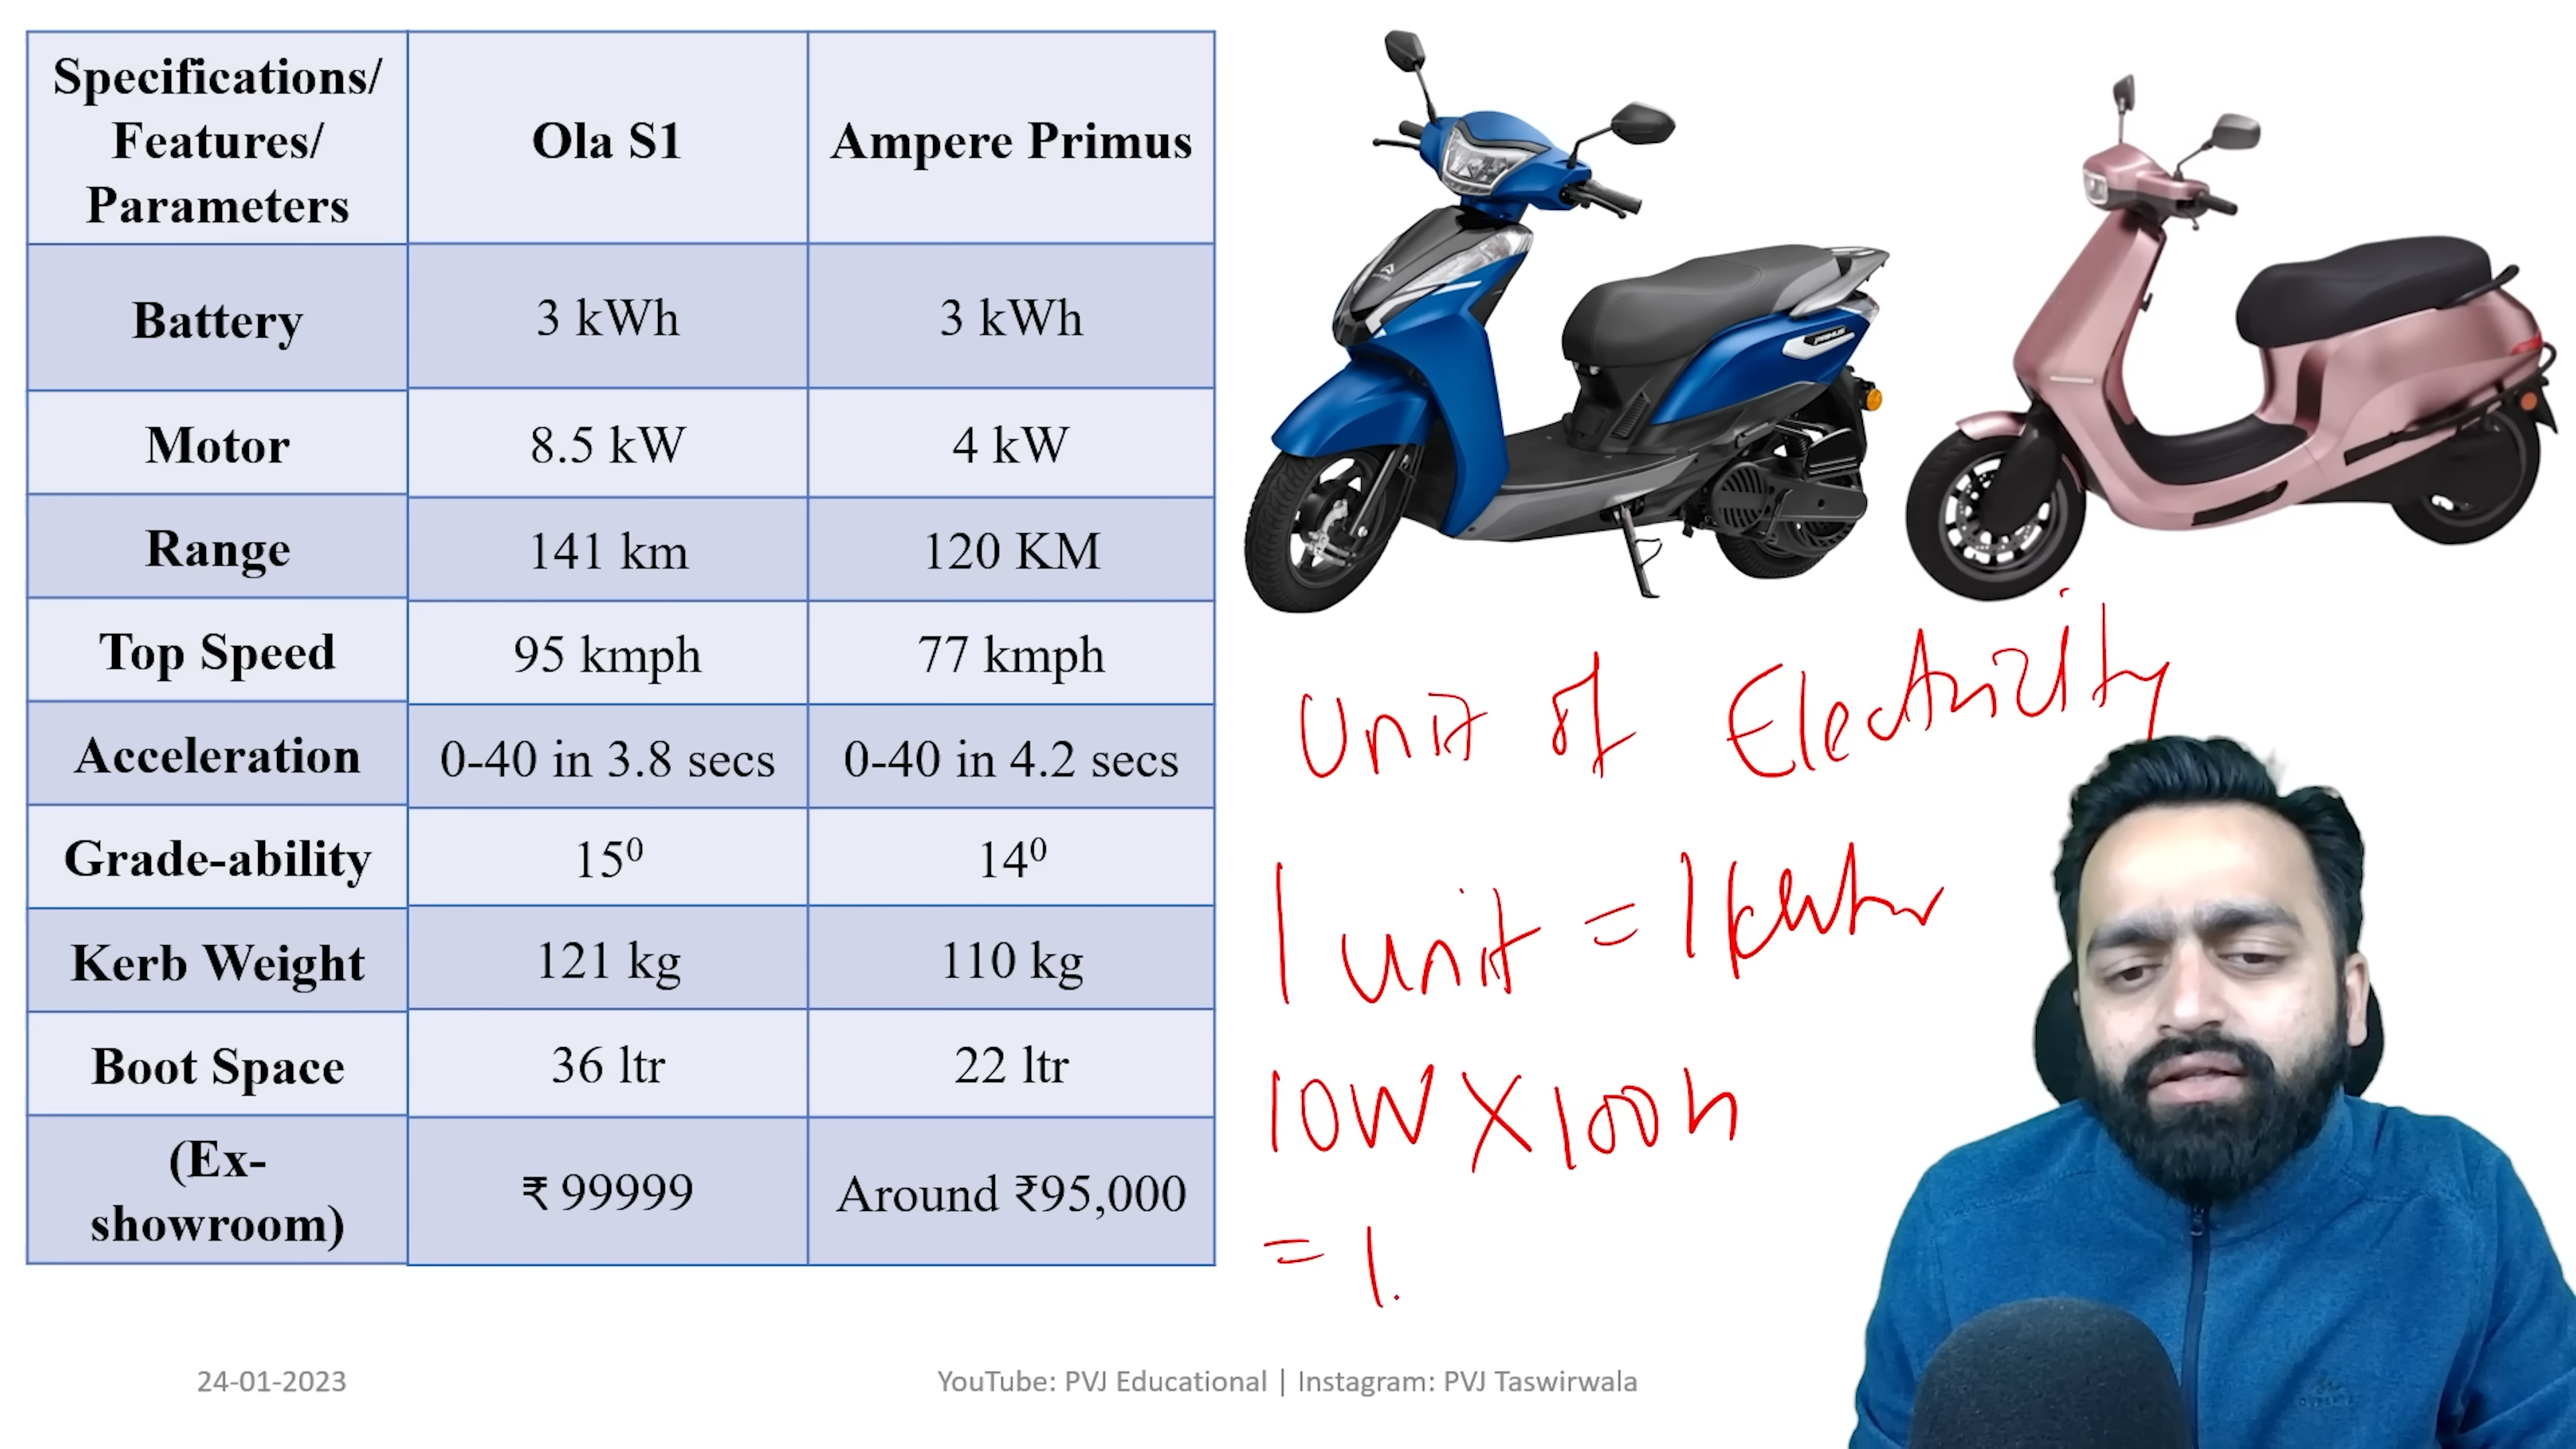 Specifications/
Features/
Parameters
Ola S1
Ampere Primus
Battery
3 kWh
3 kWh
Motor
8.5 kW
4 kW
Range
141 km
120 KM
Top Speed
95 kmph
77 kmph
Acceleration
0-40 in 3.8 secs
0-40 in 4.2 secs
Grade-ability
15⁰
14⁰
Kerb Weight
121 kg
110 kg
Boot Space
36 ltr
22 ltr
(Ex-
showroom)
₹ 99999
Around ₹95,000
PRIMUS
Unit of Electricity
1 unit = 1 kWhr
10W X 100h
= 1.
24-01-2023
YouTube: PVJ Educational | Instagram: PVJ Taswirwala